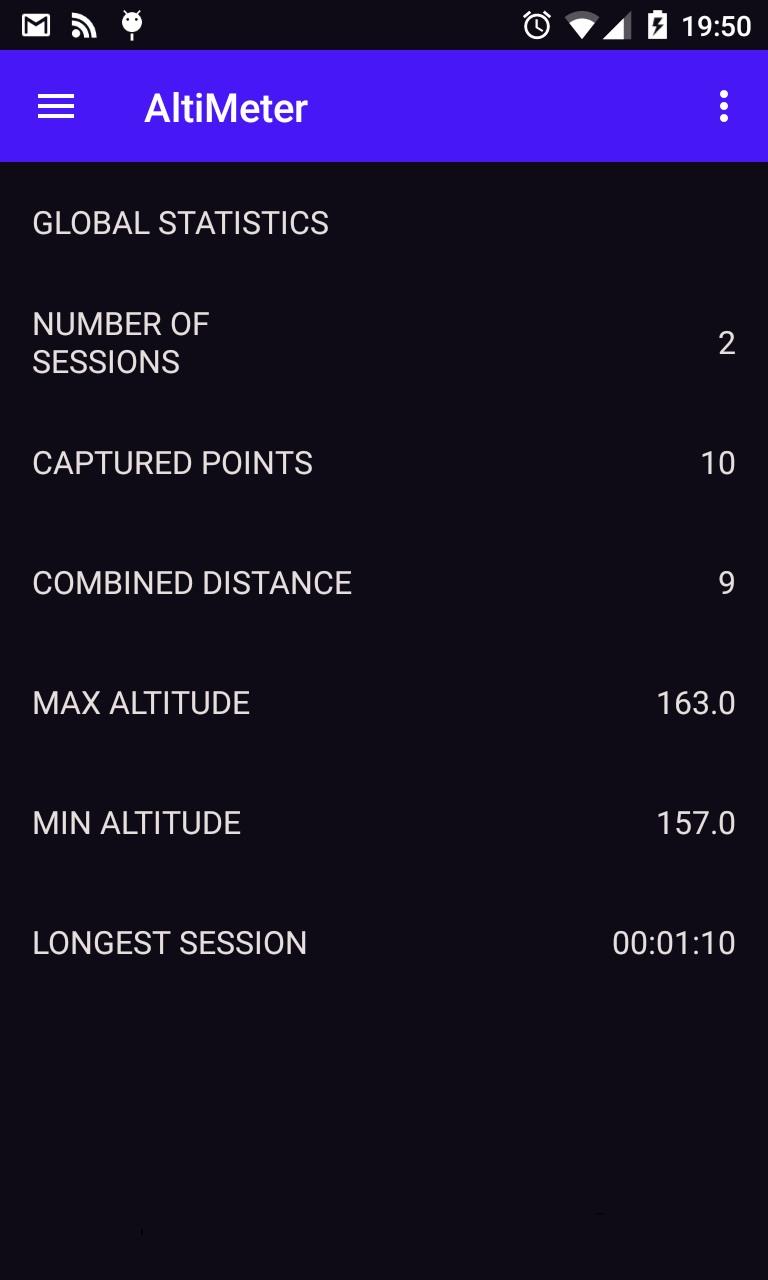 19:50
AltiMeter
GLOBAL STATISTICS
NUMBER OF
SESSIONS
2
CAPTURED POINTS 10
COMBINED DISTANCE 9
MAX ALTITUDE 163.0
MIN ALTITUDE 157.0
LONGEST SESSION 00:01:10